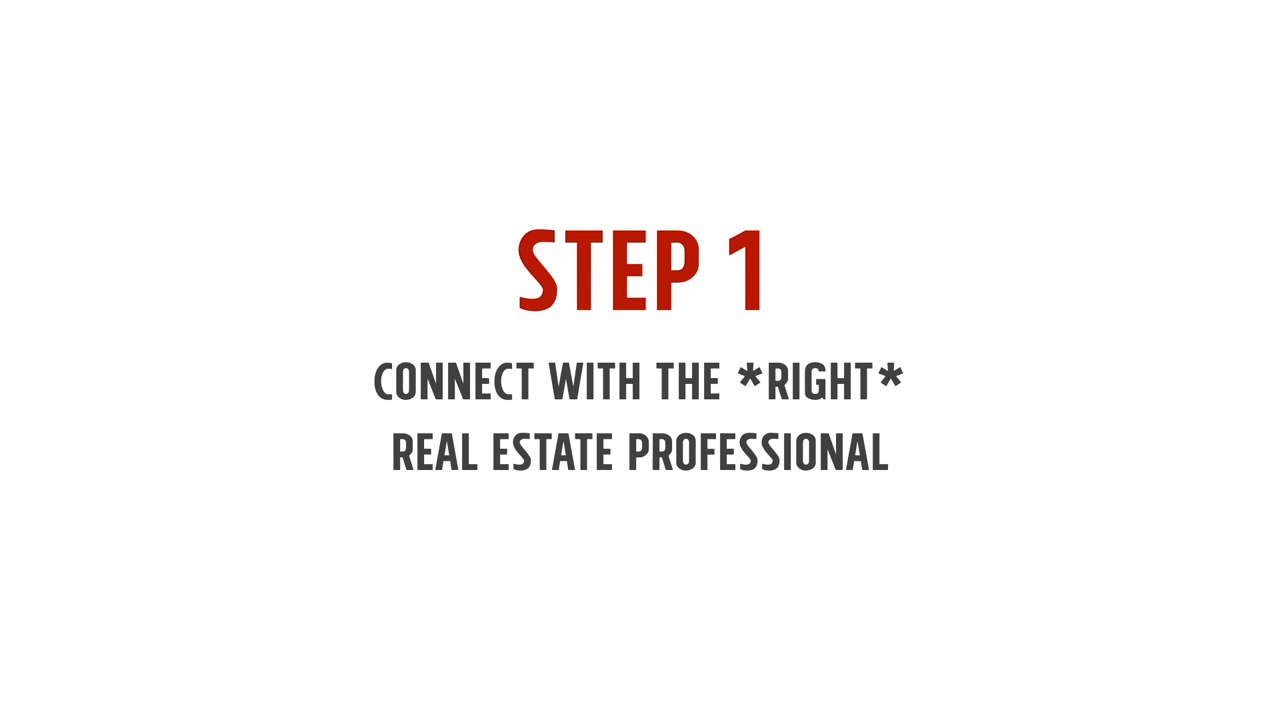 STEP 1
CONNECT WITH THE *RIGHT*
REAL ESTATE PROFESSIONAL